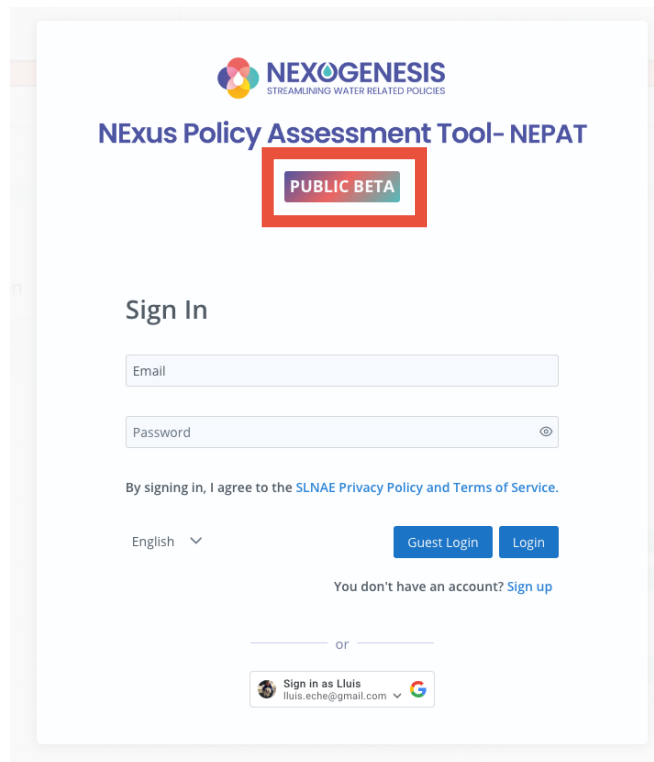 NEXOGENESIS
STREAMLINING WATER RELATED POLICIES
NExus Policy Assessment Tool- NEPAT
PUBLIC BETA
Sign In
Email
Password
By signing in, I agree to the SLNAE Privacy Policy and Terms of Service.
English
Guest Login
Login
You don't have an account? Sign up
or
Sign in as Lluis
lluis.eche@gmail.com